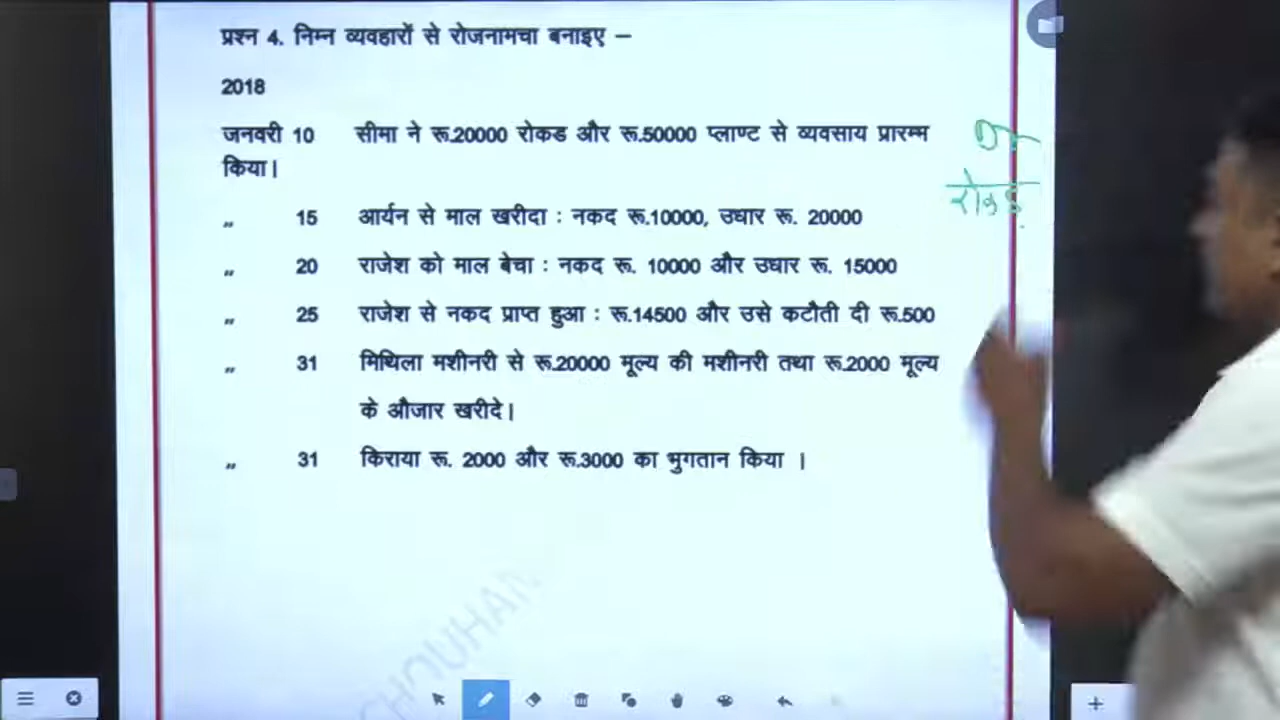 प्रश्न 4. निम्न व्यवहारों से रोजनामचा बनाइए –
2018
जनवरी 10 सीमा ने रू.20000 रोकड और रू.50000 प्लाण्ट से व्यवसाय प्रारम्भ
किया।
„ 15 आर्यन से माल खरीदा : नकद रू.10000, उधार रू. 20000
„ 20 राजेश को माल बेचा : नकद रू. 10000 और उधार रू. 15000
„ 25 राजेश से नकद प्राप्त हुआ : रू.14500 और उसे कटौती दी रू.500
„ 31 मिथिला मशीनरी से रू.20000 मूल्य की मशीनरी तथा रू.2000 मूल्य
के औजार खरीदे।
„ 31 किराया रू. 2000 और रू.3000 का भुगतान किया ।
Dr
रोकड
CHOUHAN